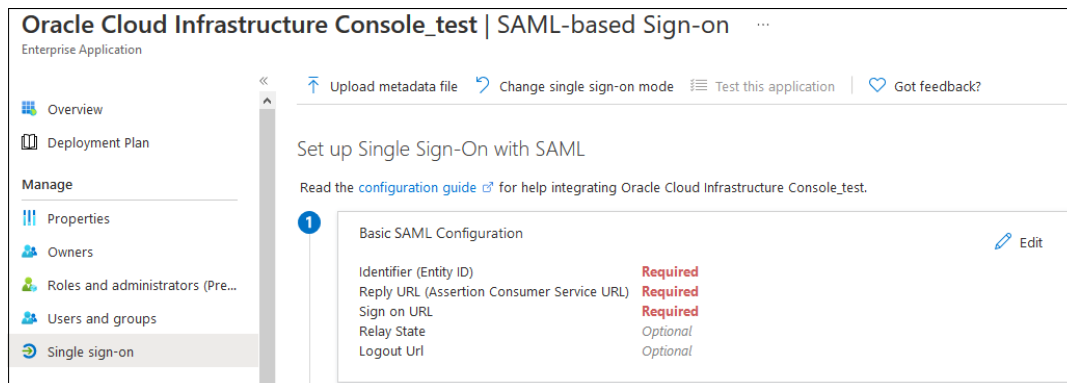 Oracle Cloud Infrastructure Console_test | SAML-based Sign-on ...
Enterprise Application
Overview
Deployment Plan
Manage
Properties
Owners
Roles and administrators (Pre...
Users and groups
Single sign-on
Upload metadata file Change single sign-on mode Test this application Got feedback?
Set up Single Sign-On with SAML
Read the configuration guide for help integrating Oracle Cloud Infrastructure Console_test.
1
Basic SAML Configuration
Edit
Identifier (Entity ID) Required
Reply URL (Assertion Consumer Service URL) Required
Sign on URL Required
Relay State Optional
Logout Url Optional